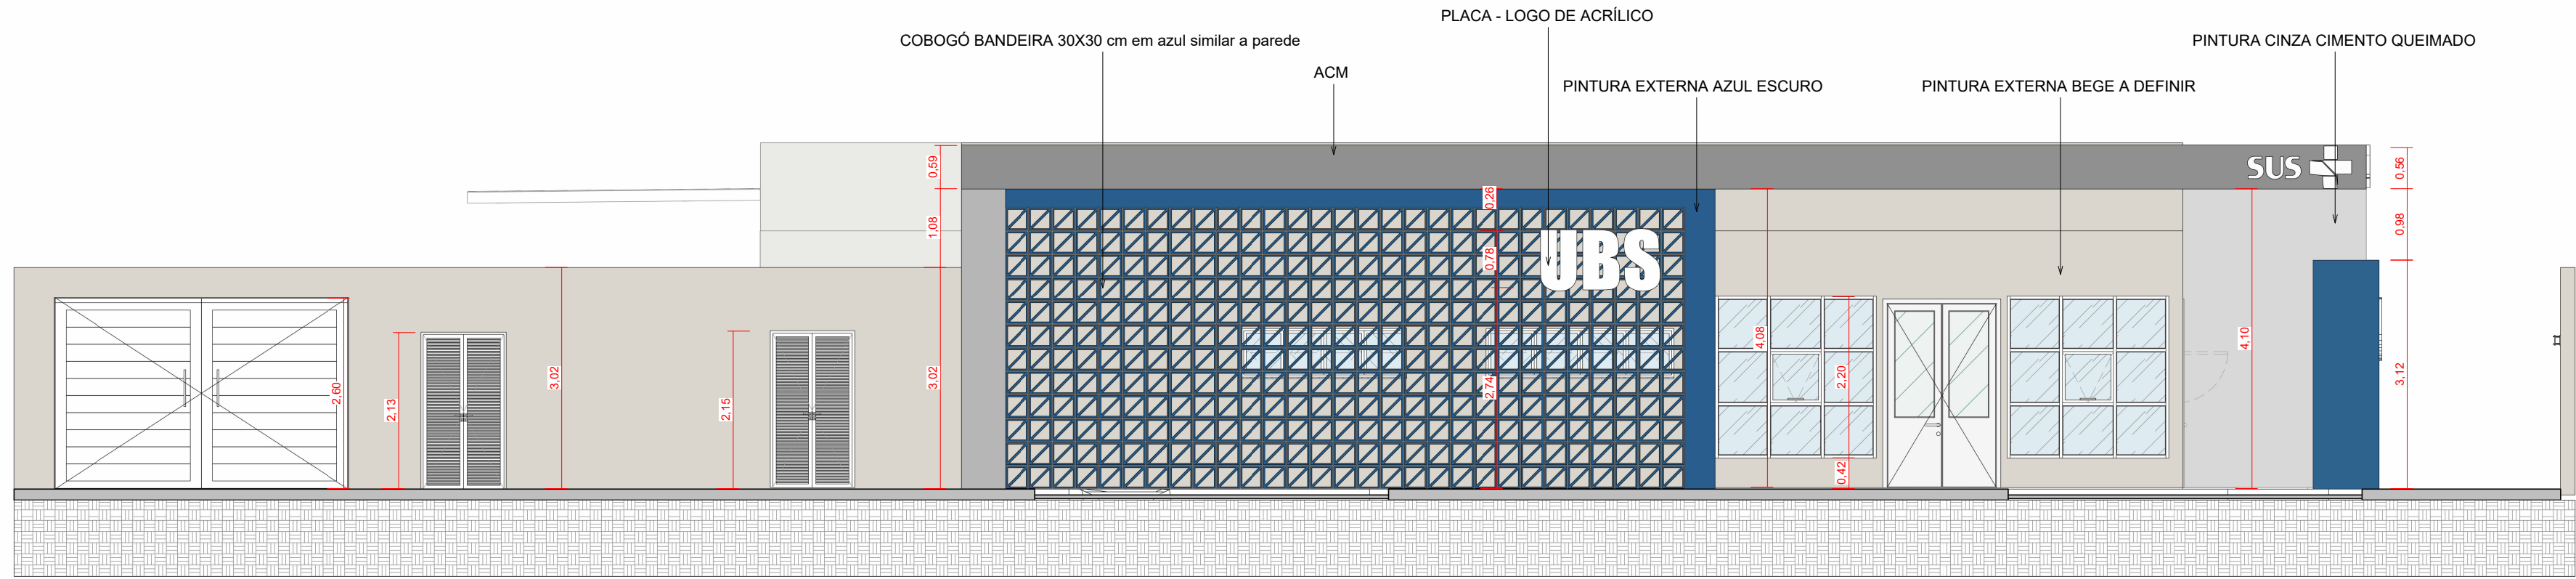 PLACA - LOGO DE ACRÍLICO
COBOGÓ BANDEIRA 30X30 cm em azul similar a parede
PINTURA CINZA CIMENTO QUEIMADO
ACM
PINTURA EXTERNA AZUL ESCURO
PINTURA EXTERNA BEGE A DEFINIR
SUS
0,59
0,56
0,26
1,08
0,98
UBS
0,78
4,08
4,10
2,60
2,13
3,02
2,15
3,02
2,74
2,20
3,12
0,42